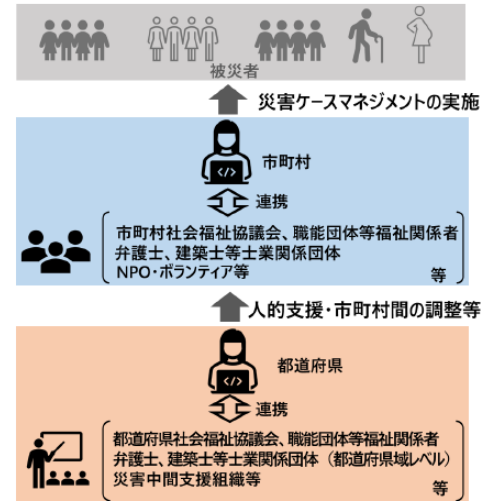 被災者
災害ケースマネジメントの実施
</>
市町村
連携
市町村社会福祉協議会、職能団体等福祉関係者
弁護士、建築士等士業関係団体
NPO・ボランティア等
等
人的支援・市町村間の調整等
</>
都道府県
連携
都道府県社会福祉協議会、職能団体等福祉関係者
弁護士、建築士等士業関係団体（都道府県域レベル）
災害中間支援組織等
等